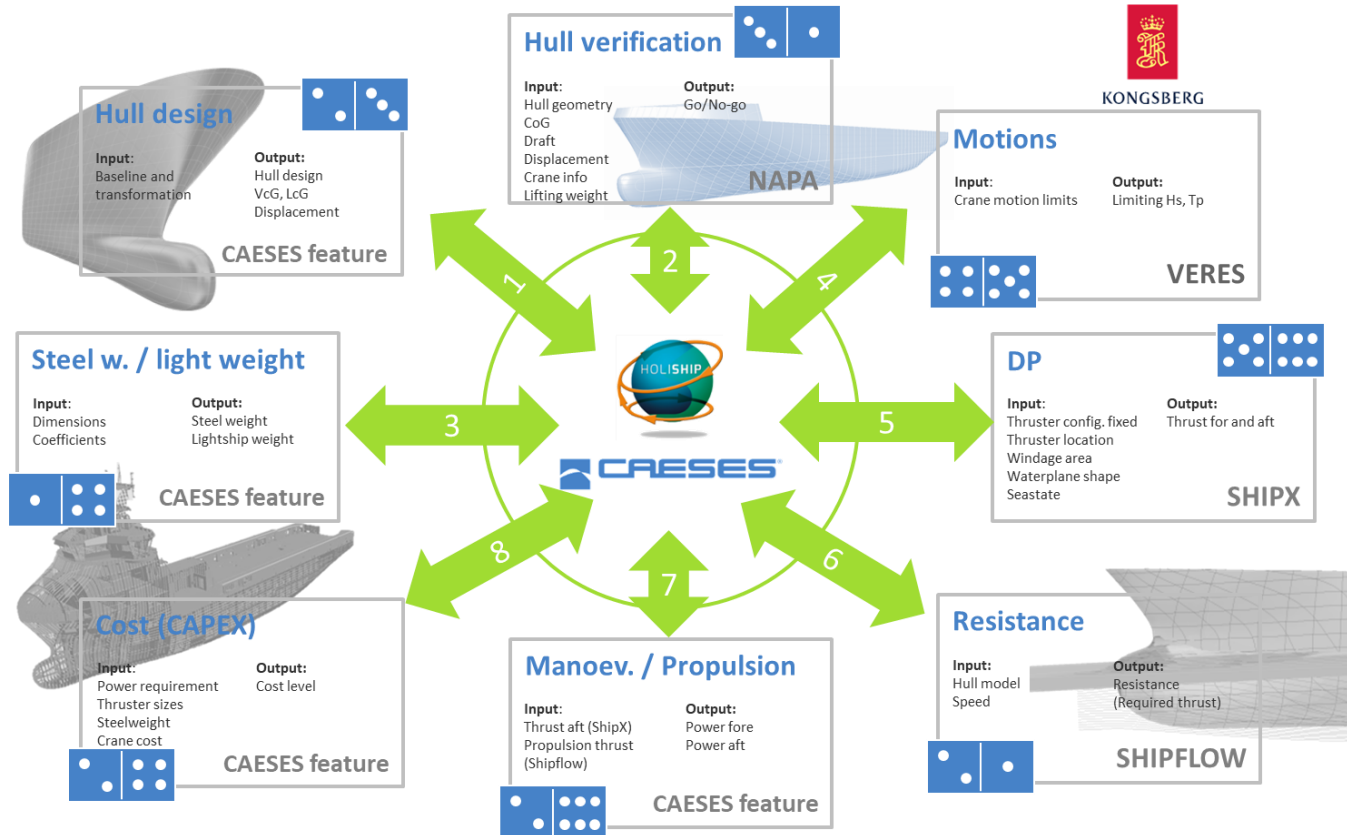 Hull design
Input:
Baseline and
transformation
Output:
Hull design
VcG, LcG
Displacement
CAESES feature
Hull verification
Input:
Hull geometry
CoG
Draft
Displacement
Crane info
Lifting weight
Output:
Go/No-go
NAPA
KONGSBERG
Motions
Input:
Crane motion limits
Output:
Limiting Hs, Tp
VERES
1
2
4
Steel w. / light weight
Input:
Dimensions
Coefficients
Output:
Steel weight
Lightship weight
CAESES feature
3
HOLISHIP
CAESES®
5
DP
Input:
Thruster config. fixed
Thruster location
Windage area
Waterplane shape
Seastate
Output:
Thrust for and aft
SHIPX
8
7
6
Cost (CAPEX)
Input:
Power requirement
Thruster sizes
Steelweight
Crane cost
Output:
Cost level
CAESES feature
Manoev. / Propulsion
Input:
Thrust aft (ShipX)
Propulsion thrust
(Shipflow)
Output:
Power fore
Power aft
CAESES feature
Resistance
Input:
Hull model
Speed
Output:
Resistance
(Required thrust)
SHIPFLOW